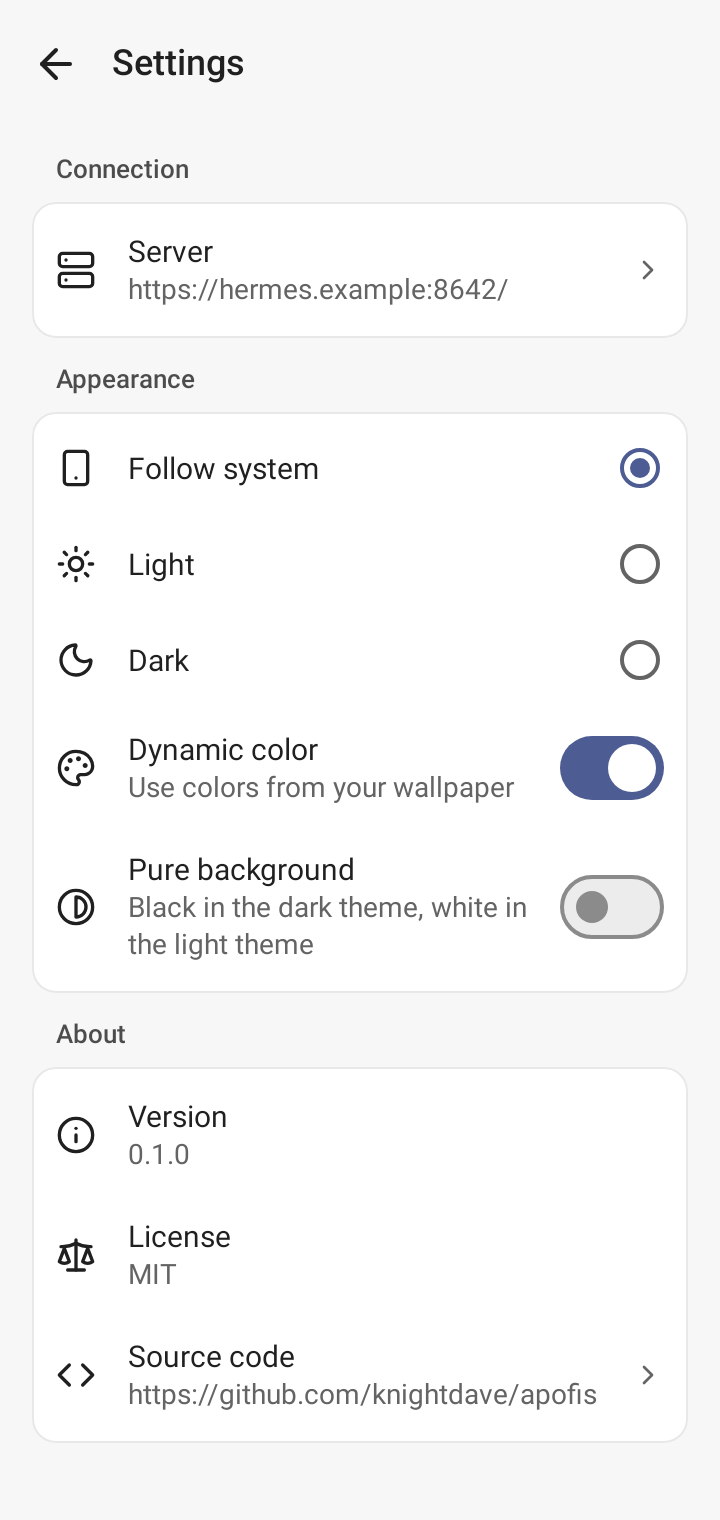 Settings
Connection
Server
https://hermes.example:8642/
Appearance
Follow system
Light
Dark
Dynamic color
Use colors from your wallpaper
Pure background
Black in the dark theme, white in
the light theme
About
Version
0.1.0
License
MIT
Source code
https://github.com/knightdave/apofis